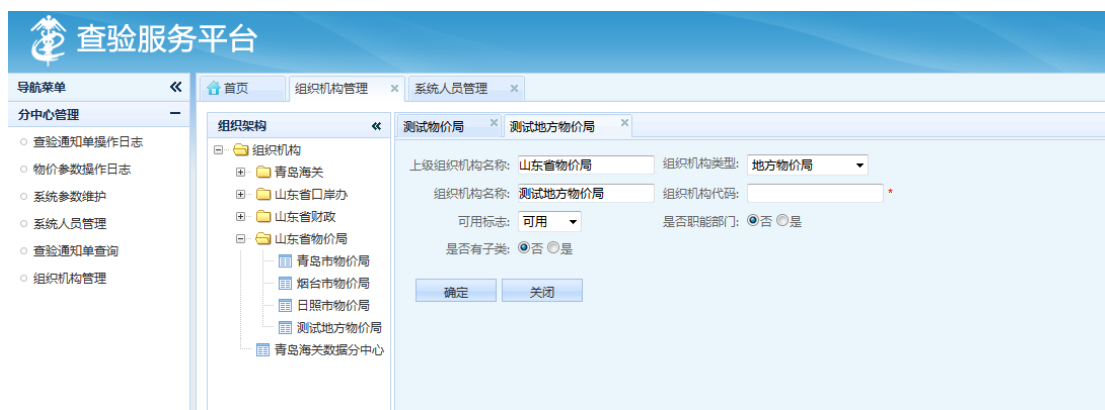 查验服务平台
导航菜单
分中心管理
查验通知单操作日志
物价参数操作日志
系统参数维护
系统人员管理
查验通知单查询
组织机构管理
首页 组织机构管理 系统人员管理
组织架构
组织机构
青岛海关
山东省口岸办
山东省财政
山东省物价局
青岛市物价局
烟台市物价局
日照市物价局
测试地方物价局
青岛海关数据分中心
测试物价局 测试地方物价局
上级组织机构名称: 山东省物价局 组织机构类型: 地方物价局
组织机构名称: 测试地方物价局 组织机构代码: *
可用标志: 可用 是否职能部门: 否 是
是否有子类: 否 是
确定 关闭